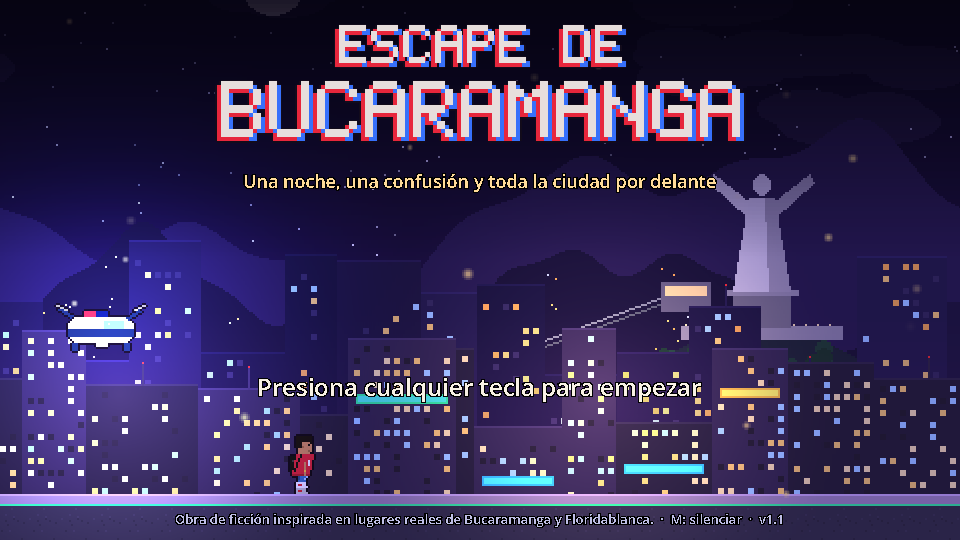 ESCAPE DE
BUCARAMANGA
Una noche, una confusión y toda la ciudad por delante
Presiona cualquier tecla para empezar
Obra de ficción inspirada en lugares reales de Bucaramanga y Floridablanca. · M: silenciar · v1.1